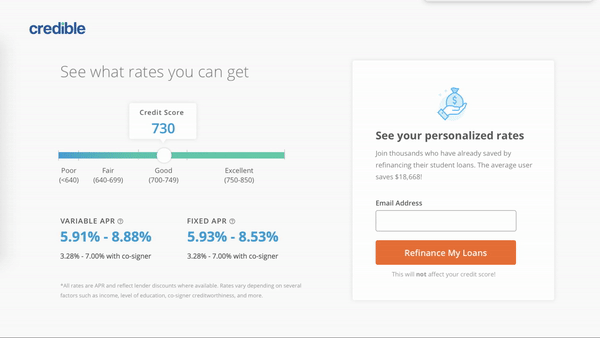 credible
See what rates you can get
Credit Score
730
Poor
(<640)
Fair
(640-699)
Good
(700-749)
Excellent
(750-850)
VARIABLE APR ?
5.91% - 8.88%
3.28% - 7.00% with co-signer
FIXED APR ?
5.93% - 8.53%
3.28% - 7.00% with co-signer
*All rates are APR and reflect lender discounts where available. Rates vary depending on several
factors such as income, level of education, co-signer creditworthiness, and more.
$
See your personalized rates
Join thousands who have already saved by
refinancing their student loans. The average user
saves $18,668!
Email Address
Refinance My Loans
This will not affect your credit score!